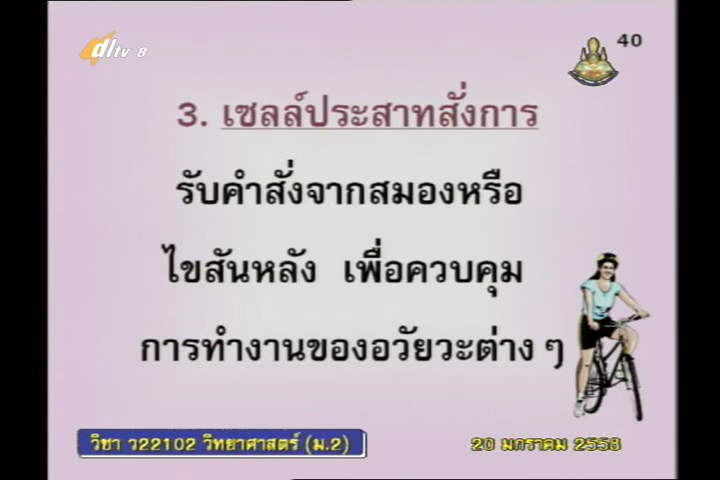 dltv 8
40
3. เซลล์ประสาทสั่งการ
รับคำสั่งจากสมองหรือ
ไขสันหลัง เพื่อควบคุม
การทำงานของอวัยวะต่าง ๆ
วิชา ว22102 วิทยาศาสตร์ (ม.2)
20 มกราคม 2558